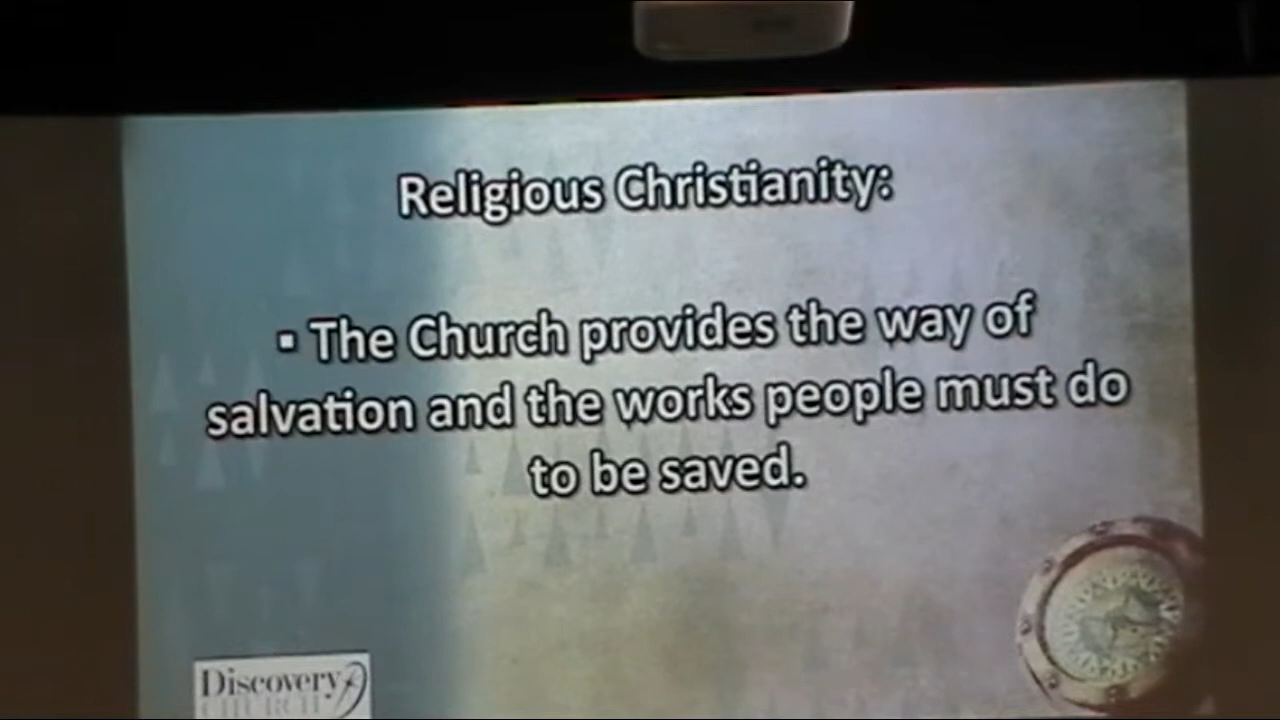 Religious Christianity:
▪ The Church provides the way of
salvation and the works people must do
to be saved.
Discovery
CHURCH